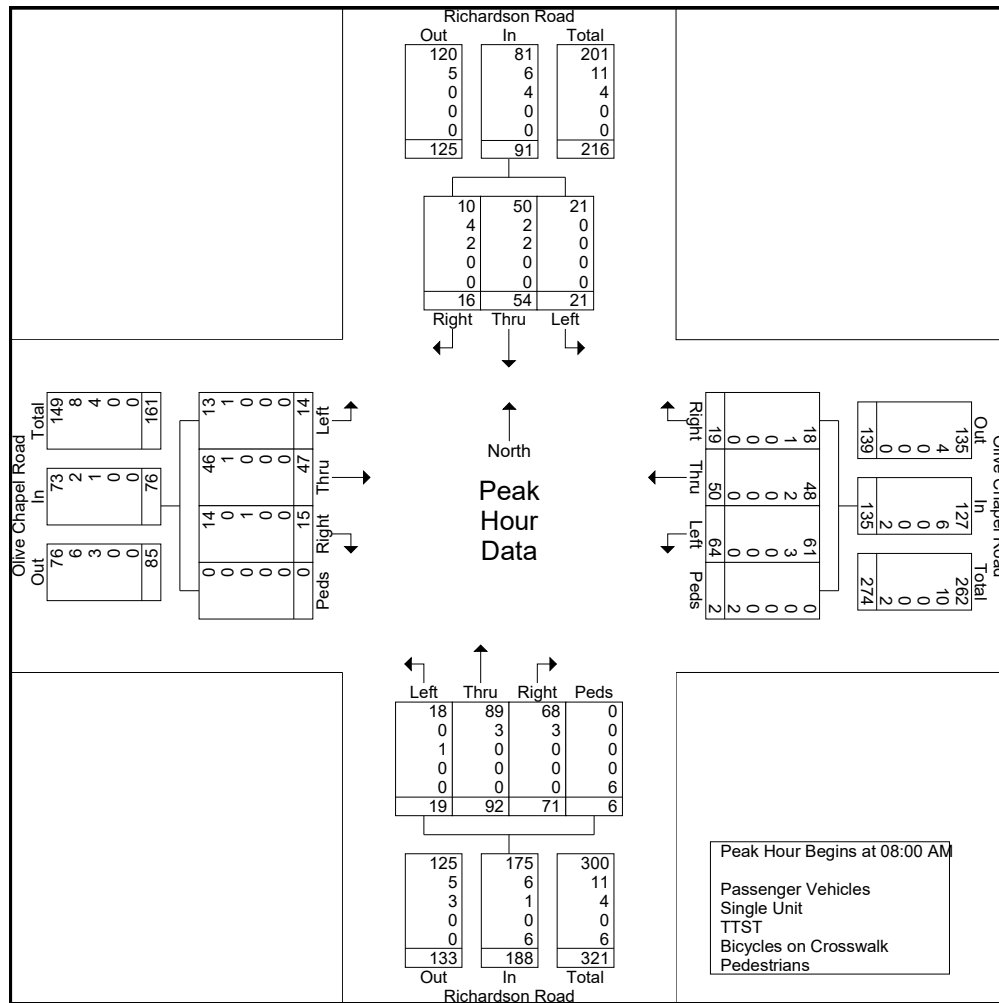 Richardson Road
Out In Total
120 81 201
5 6 11
0 4 4
0 0 0
0 0 0
125 91 216
10 50 21
4 2 0
2 2 0
0 0 0
0 0 0
16 54 21
Right Thru Left
Olive Chapel Road
Total
149 8 4 0 0 161
In
73 2 1 0 0 76
Out
76 6 3 0 0 85
Left
13 1 0 0 0 14
Thru
46 1 0 0 0 47
Right
14 0 1 0 0 15
Peds
0 0 0 0 0 0
North
Peak
Hour
Data
Right
18 1 0 0 0 19
Thru
48 2 0 0 0 50
Left
61 3 0 0 0 64
Peds
0 0 0 0 2 2
Olive Chapel Road
Out
135 4 0 0 0 139
In
127 6 0 0 2 135
Total
262 10 0 0 2 274
Left Thru Right Peds
18 89 68 0
0 3 3 0
1 0 0 0
0 0 0 0
0 0 0 6
19 92 71 6
125 175 300
5 6 11
3 1 4
0 0 0
0 6 6
133 188 321
Out In Total
Richardson Road
Peak Hour Begins at 08:00 AM
Passenger Vehicles
Single Unit
TTST
Bicycles on Crosswalk
Pedestrians